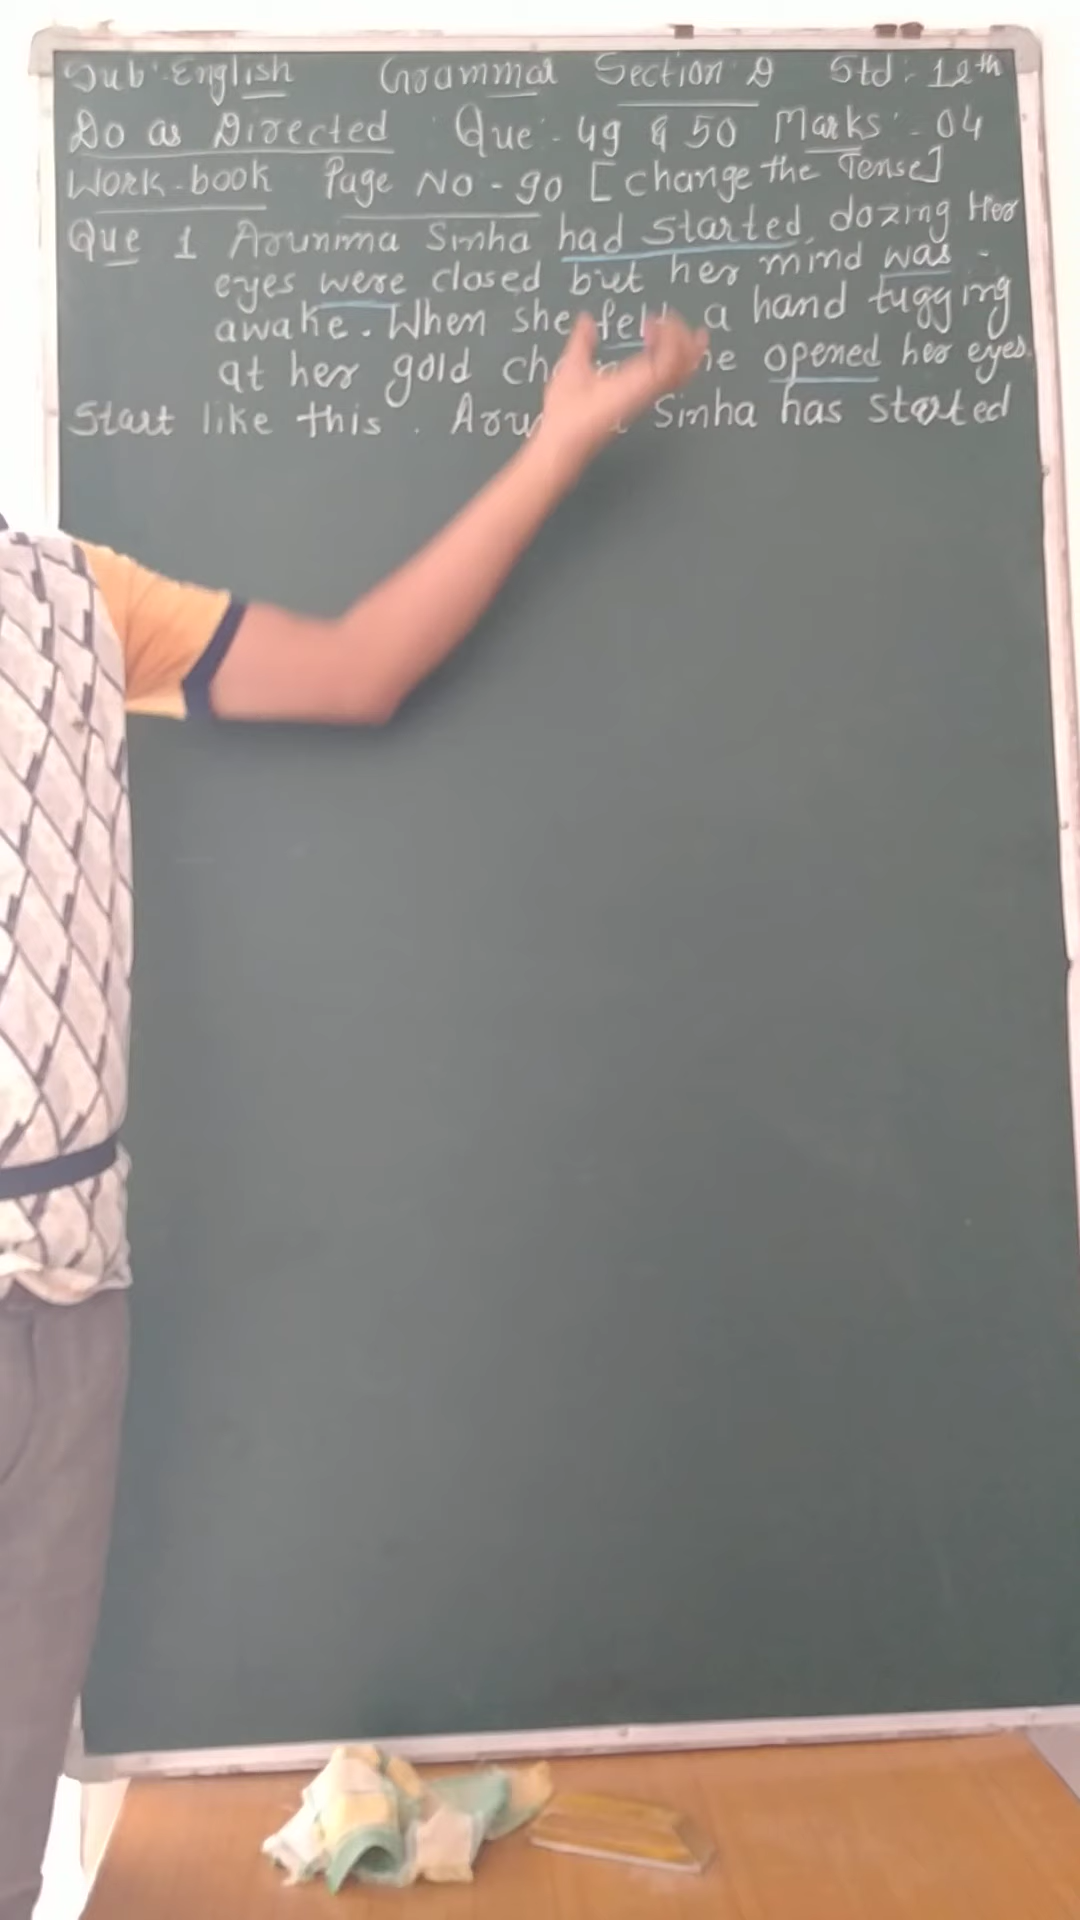 Sub: English Grammar Section D Std: 12th
Do as Directed Que - 49 & 50 Marks - 04
Work-book Page No - 90 [change the Tense]
Que 1 Arunima Sinha had started dozing Her
eyes were closed but her mind was
awake. When she felt a hand tugging
at her gold opened her eyes.
Start like this. Sinha has started